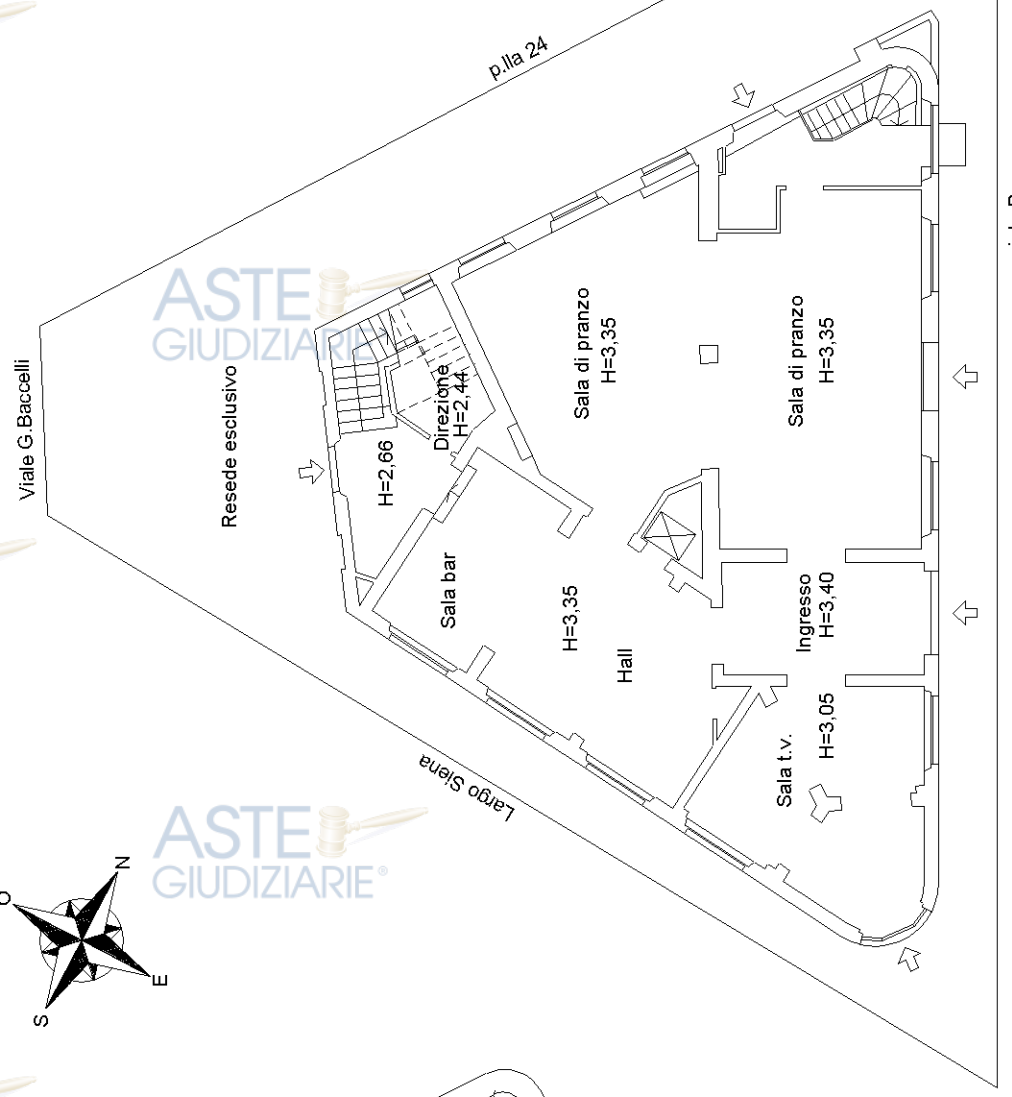 p.lla 24
Viale G.Baccelli
Resede esclusivo
ASTE
GIUDIZIARIE
Direzione
H=2,44
H=2,66
Sala di pranzo
H=3,35
Sala di pranzo
H=3,35
Sala bar
H=3,35
Hall
Ingresso
H=3,40
Sala t.v.
H=3,05
Largo Siena
ASTE
GIUDIZIARIE®
O
N
S
E